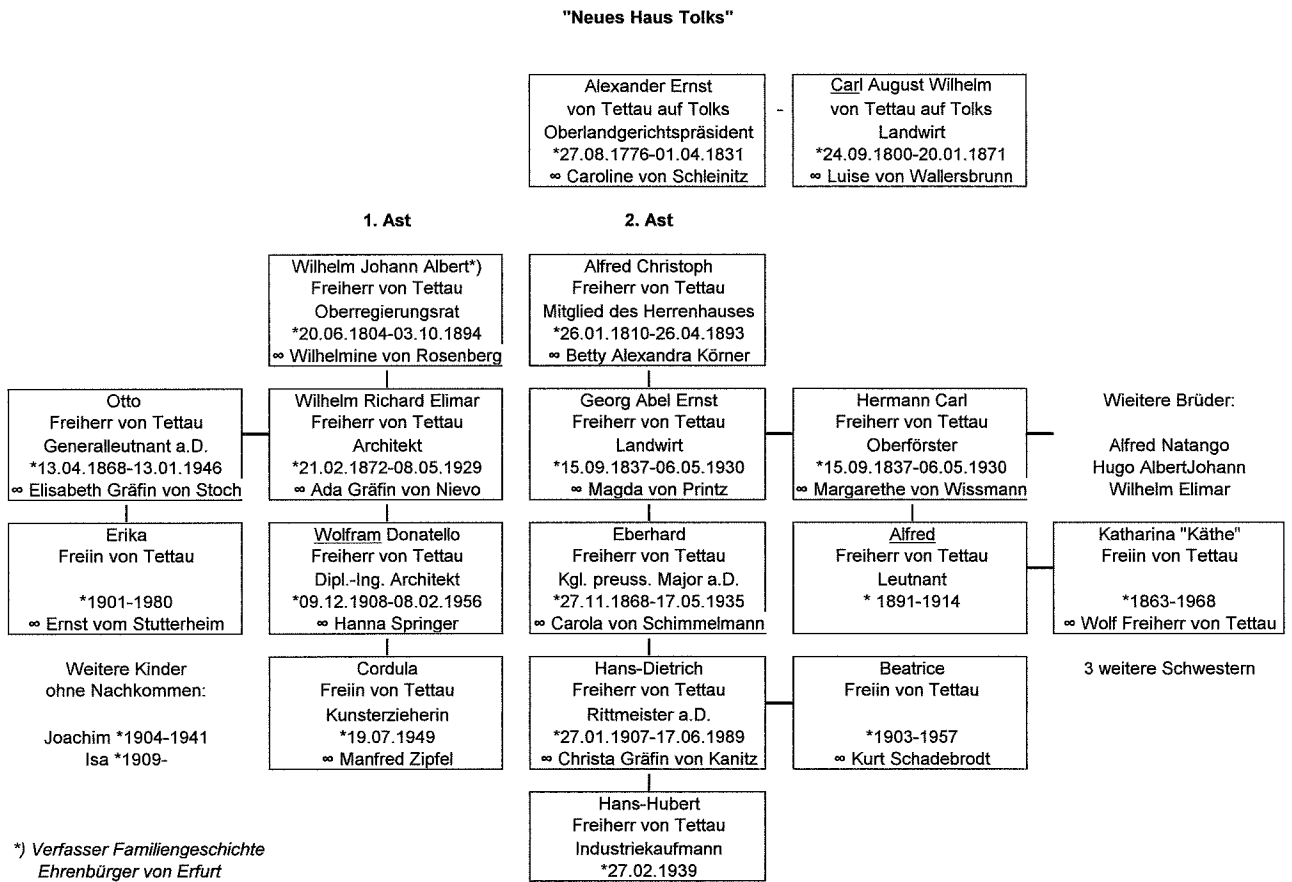 "Neues Haus Tolks"
Alexander Ernst
von Tettau auf Tolks
Oberlandgerichtspräsident
*27.08.1776-01.04.1831
∞ Caroline von Schleinitz
-
Carl August Wilhelm
von Tettau auf Tolks
Landwirt
*24.09.1800-20.01.1871
∞ Luise von Wallersbrunn
1. Ast
2. Ast
Wilhelm Johann Albert*)
Freiherr von Tettau
Oberregierungsrat
*20.06.1804-03.10.1894
∞ Wilhelmine von Rosenberg
Alfred Christoph
Freiherr von Tettau
Mitglied des Herrenhauses
*26.01.1810-26.04.1893
∞ Betty Alexandra Körner
Otto
Freiherr von Tettau
Generalleutnant a.D.
*13.04.1868-13.01.1946
∞ Elisabeth Gräfin von Stoch
Wilhelm Richard Elimar
Freiherr von Tettau
Architekt
*21.02.1872-08.05.1929
∞ Ada Gräfin von Nievo
Georg Abel Ernst
Freiherr von Tettau
Landwirt
*15.09.1837-06.05.1930
∞ Magda von Printz
Hermann Carl
Freiherr von Tettau
Oberförster
*15.09.1837-06.05.1930
∞ Margarethe von Wissmann
Wieitere Brüder:
Alfred Natango
Hugo AlbertJohann
Wilhelm Elimar
Erika
Freiin von Tettau
*1901-1980
∞ Ernst vom Stutterheim
Wolfram Donatello
Freiherr von Tettau
Dipl.-Ing. Architekt
*09.12.1908-08.02.1956
∞ Hanna Springer
Eberhard
Freiherr von Tettau
Kgl. preuss. Major a.D.
*27.11.1868-17.05.1935
∞ Carola von Schimmelmann
Alfred
Freiherr von Tettau
Leutnant
* 1891-1914
Katharina "Käthe"
Freiin von Tettau
*1863-1968
∞ Wolf Freiherr von Tettau
Weitere Kinder
ohne Nachkommen:
Joachim *1904-1941
Isa *1909-
Cordula
Freiin von Tettau
Kunsterzieherin
*19.07.1949
∞ Manfred Zipfel
Hans-Dietrich
Freiherr von Tettau
Rittmeister a.D.
*27.01.1907-17.06.1989
∞ Christa Gräfin von Kanitz
Beatrice
Freiin von Tettau
*1903-1957
∞ Kurt Schadebrodt
3 weitere Schwestern
Hans-Hubert
Freiherr von Tettau
Industriekaufmann
*27.02.1939
*) Verfasser Familiengeschichte
Ehrenbürger von Erfurt